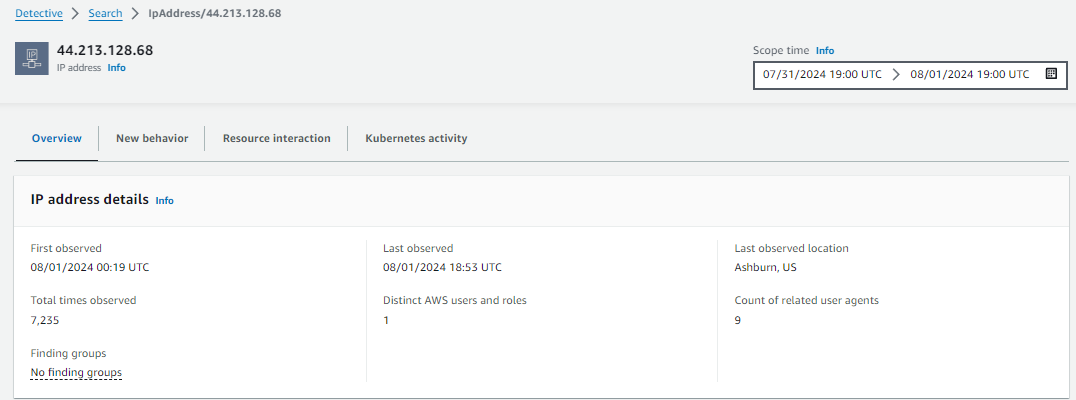 Detective > Search > IpAddress/44.213.128.68
IP
44.213.128.68
IP address Info
Scope time Info
07/31/2024 19:00 UTC > 08/01/2024 19:00 UTC
Overview New behavior Resource interaction Kubernetes activity
IP address details Info
First observed
08/01/2024 00:19 UTC
Last observed
08/01/2024 18:53 UTC
Last observed location
Ashburn, US
Total times observed
7,235
Distinct AWS users and roles
1
Count of related user agents
9
Finding groups
No finding groups